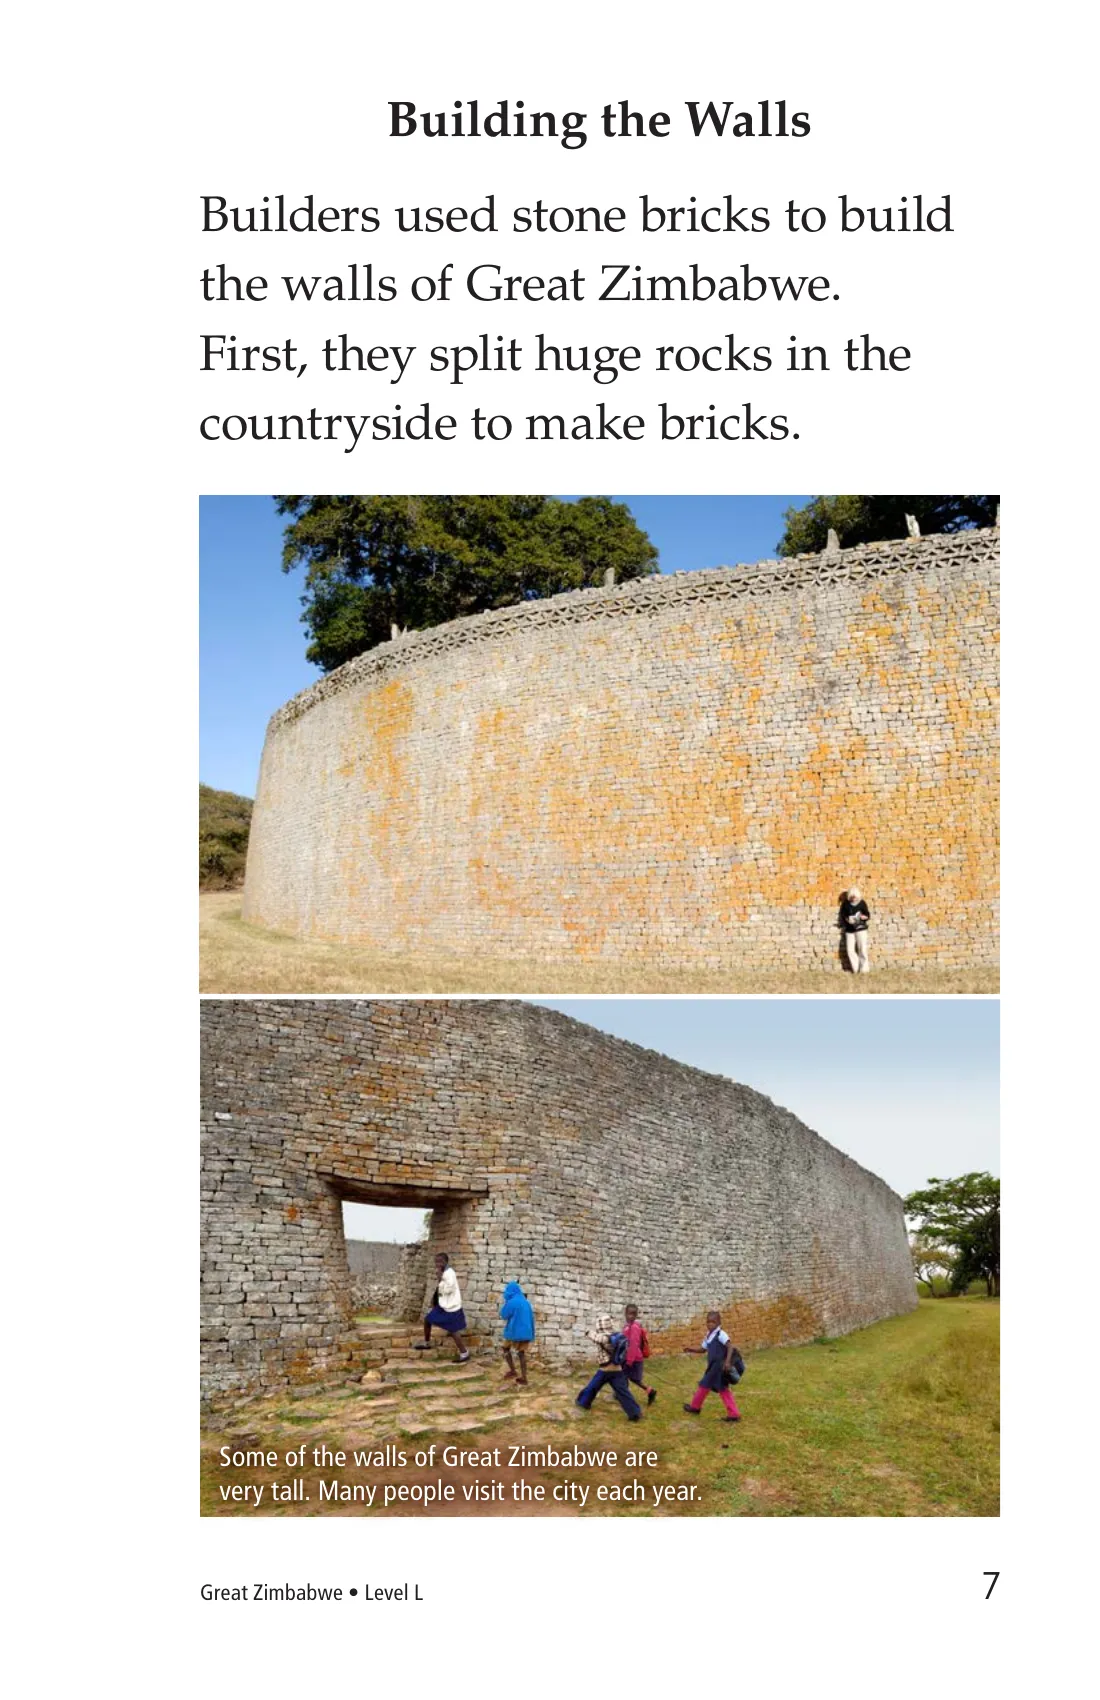 Building the Walls
Builders used stone bricks to build
the walls of Great Zimbabwe.
First, they split huge rocks in the
countryside to make bricks.
Some of the walls of Great Zimbabwe are
very tall. Many people visit the city each year.
Great Zimbabwe • Level L
7